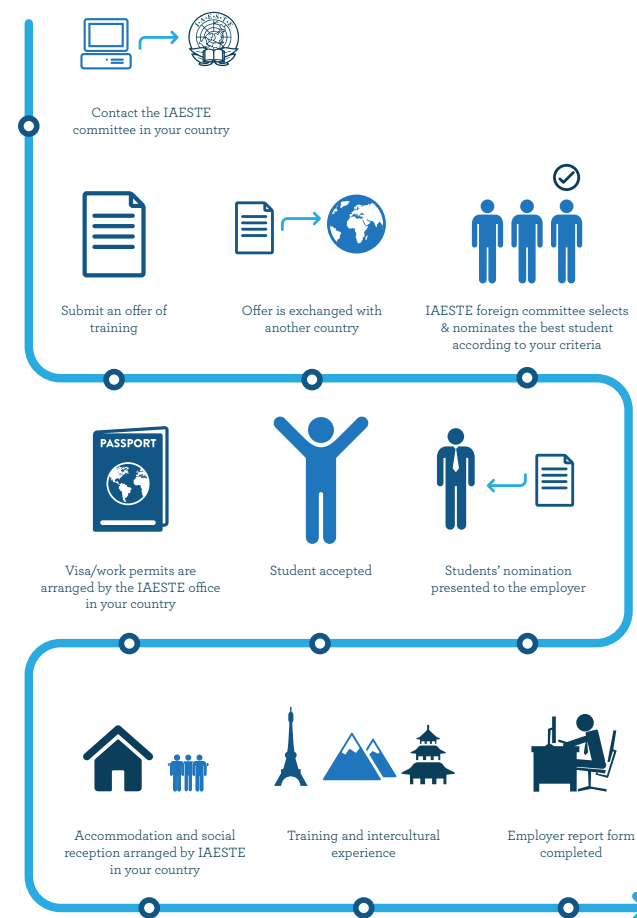 I.A.E.S.T.E
Contact the IAESTE
committee in your country
Submit an offer of
training
Offer is exchanged with
another country
IAESTE foreign committee selects
& nominates the best student
according to your criteria
PASSPORT
Visa/work permits are
arranged by the IAESTE office
in your country
Student accepted
Students’ nomination
presented to the employer
Accommodation and social
reception arranged by IAESTE
in your country
Training and intercultural
experience
Employer report form
completed